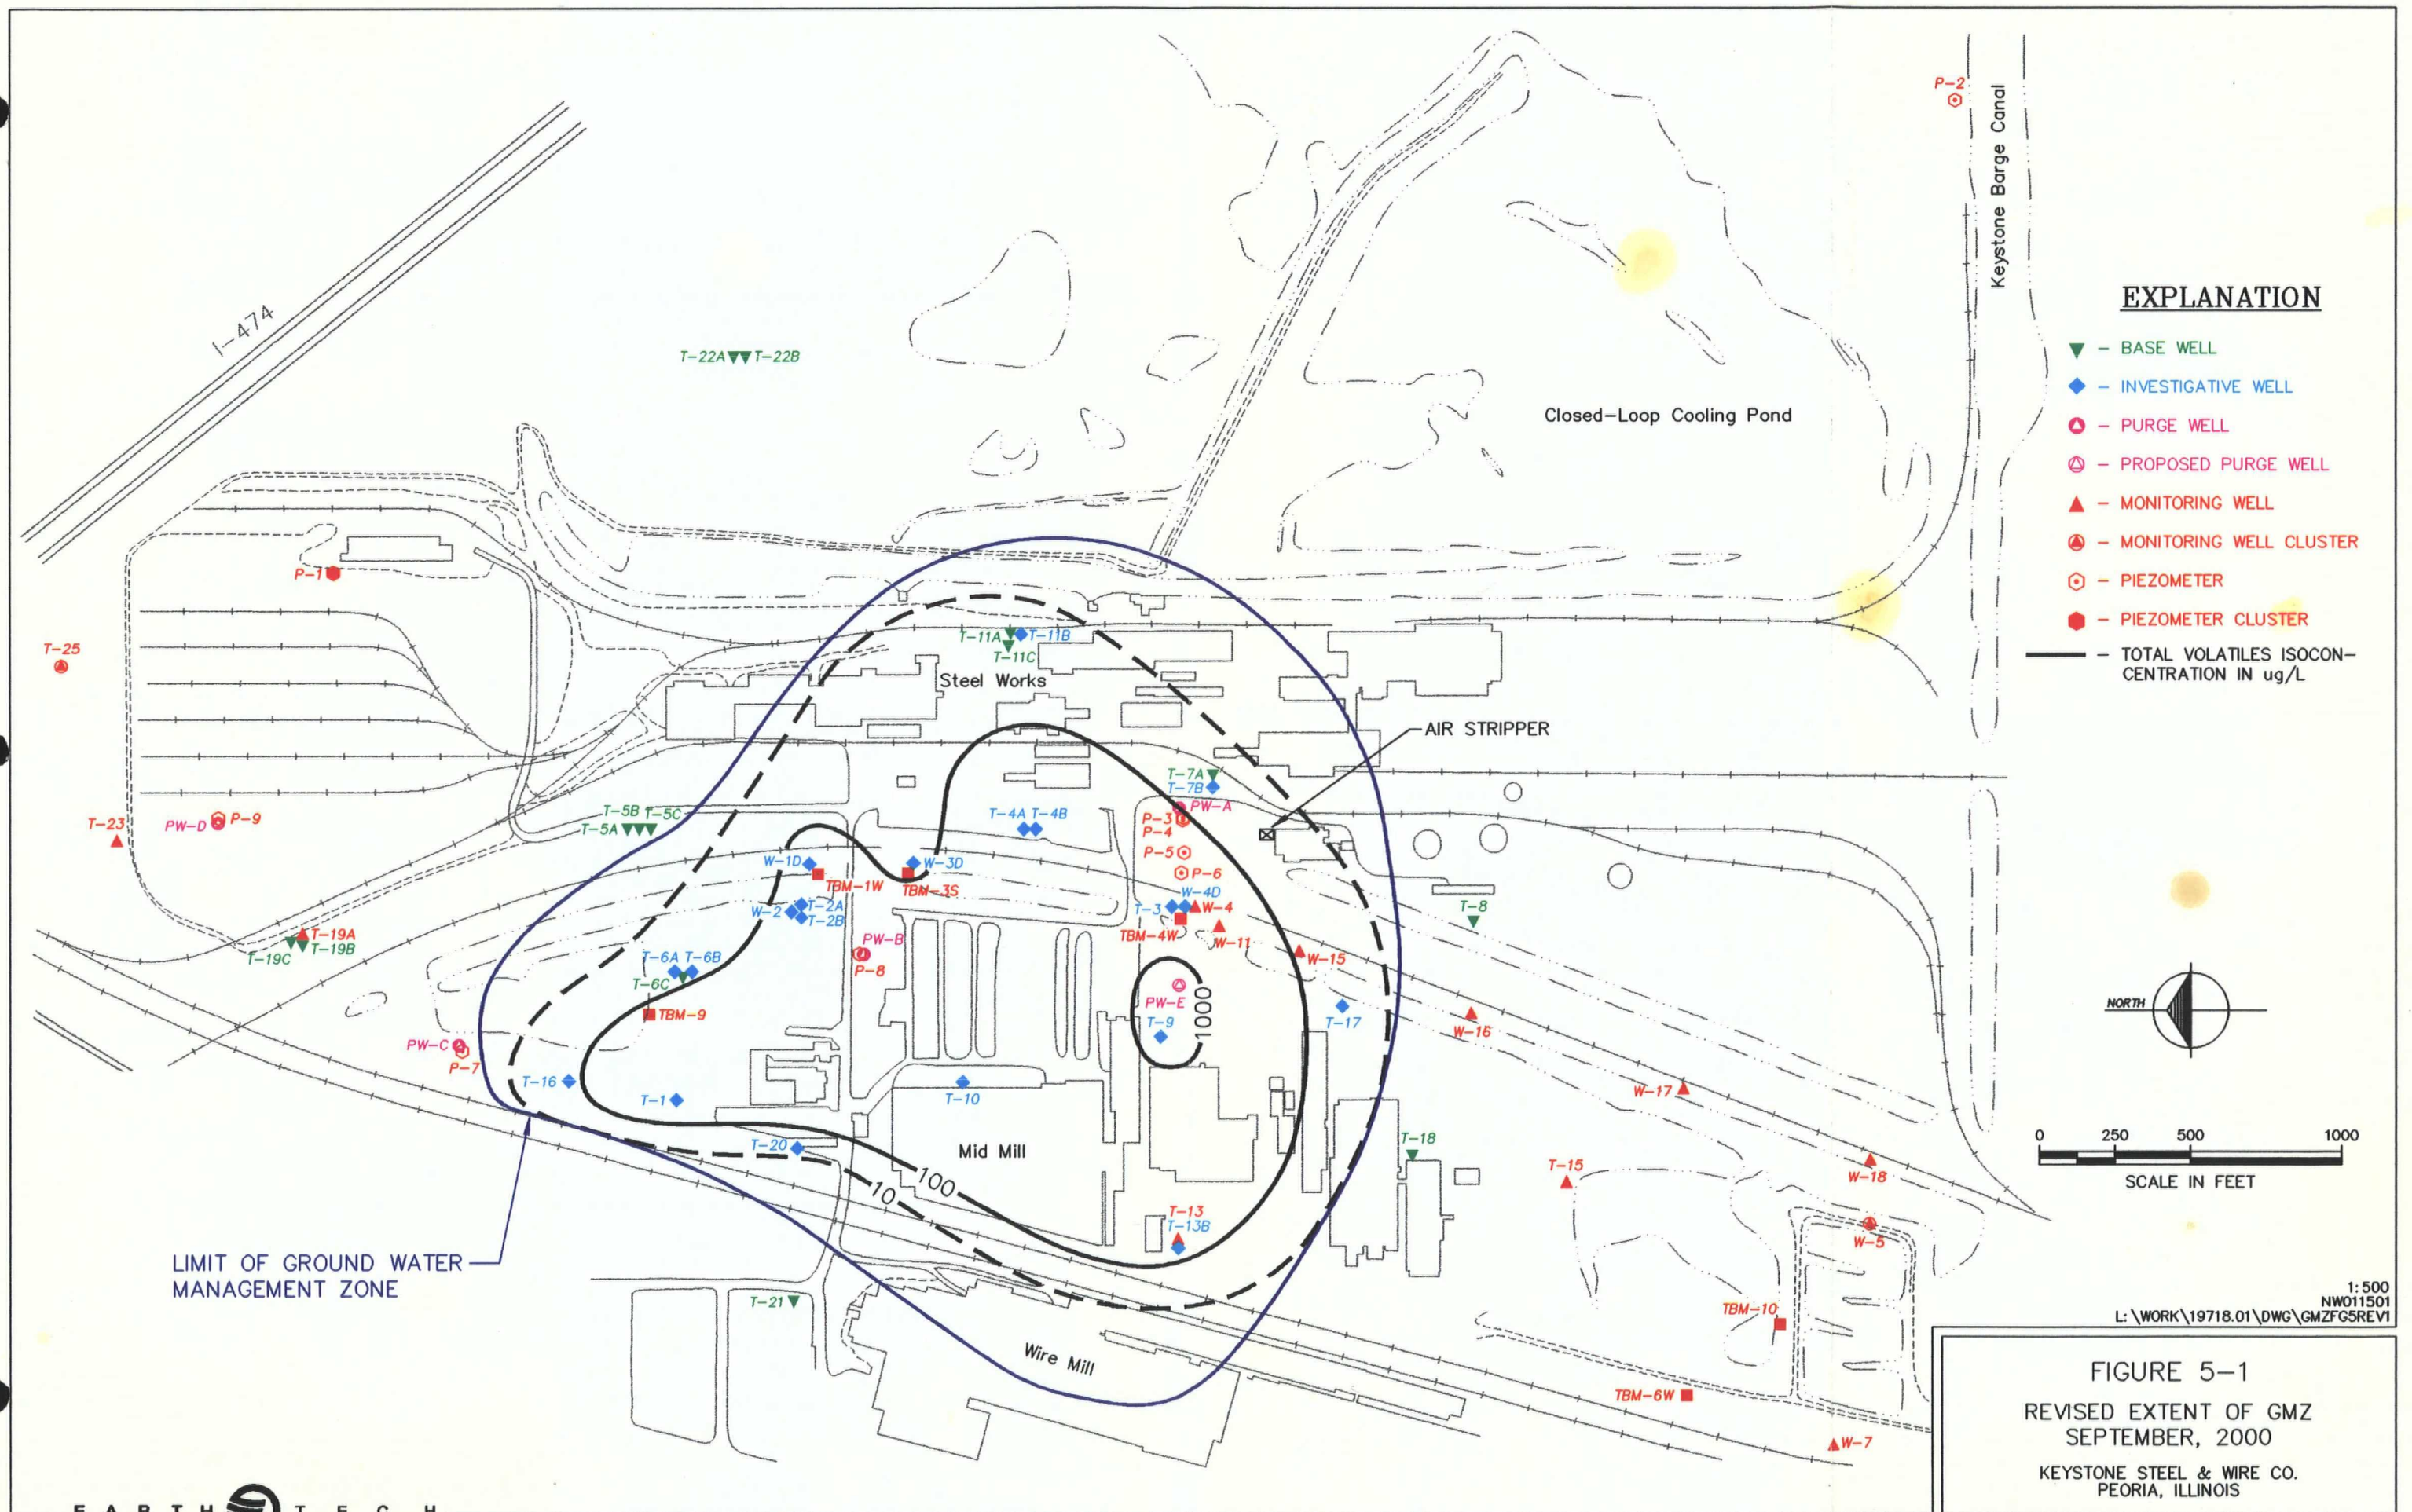 P-2
Keystone Barge Canal
I-474
EXPLANATION
- BASE WELL
- INVESTIGATIVE WELL
- PURGE WELL
- PROPOSED PURGE WELL
- MONITORING WELL
- MONITORING WELL CLUSTER
- PIEZOMETER
- PIEZOMETER CLUSTER
- TOTAL VOLATILES ISOCON-
CENTRATION IN ug/L
T-22A T-22B
Closed-Loop Cooling Pond
P-1
T-25
T-11A T-11B
T-11C
Steel Works
AIR STRIPPER
T-7A
T-7B
PW-A
T-5B T-5C
T-5A
T-4A T-4B
P-3
P-4
PW-D P-9
T-23
P-5
P-6
W-1D
W-3D
TBM-1W
TBM-3S
W-4D
T-3 W-4
W-2 T-2A
T-2B
T-8
TBM-4W
W-11
T-19A
T-19B
T-19C
PW-B
P-8
T-6A T-6B
T-6C
W-15
PW-E
1000
T-9
T-17
TBM-9
W-16
NORTH
PW-C
P-7
T-16
T-1
T-10
W-17
T-20
Mid Mill
T-18
0 250 500 1000
SCALE IN FEET
T-15
W-18
100
10
T-13
T-13B
W-5
LIMIT OF GROUND WATER
MANAGEMENT ZONE
T-21
TBM-10
1:500
NW011501
L:\WORK\19718.01\DWG\GMZFG5REV1
Wire Mill
TBM-6W
W-7
FIGURE 5-1
REVISED EXTENT OF GMZ
SEPTEMBER, 2000
KEYSTONE STEEL & WIRE CO.
PEORIA, ILLINOIS
EARTH TECH